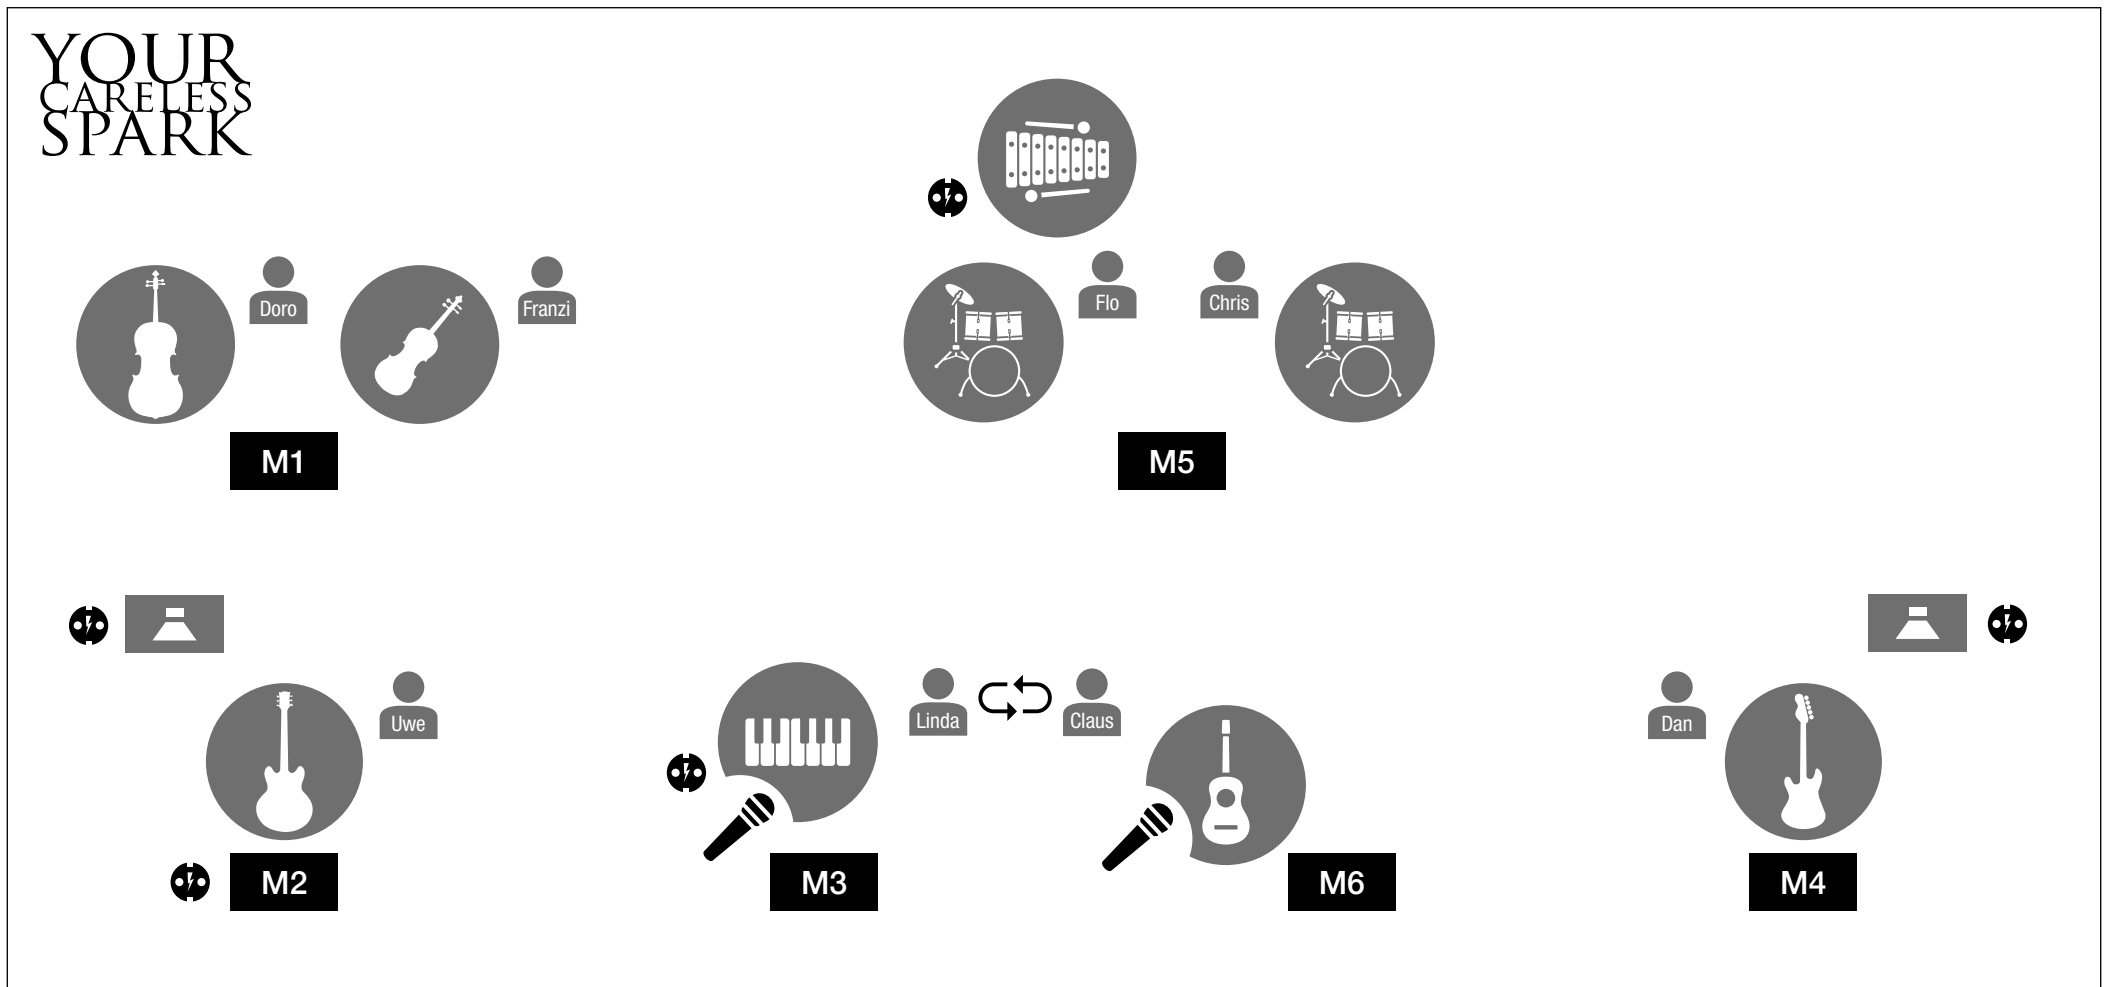 YOUR
CARELESS
SPARK
Doro
Franzi
Flo
Chris
M1
M5
Uwe
Linda
Claus
Dan
M2
M3
M6
M4